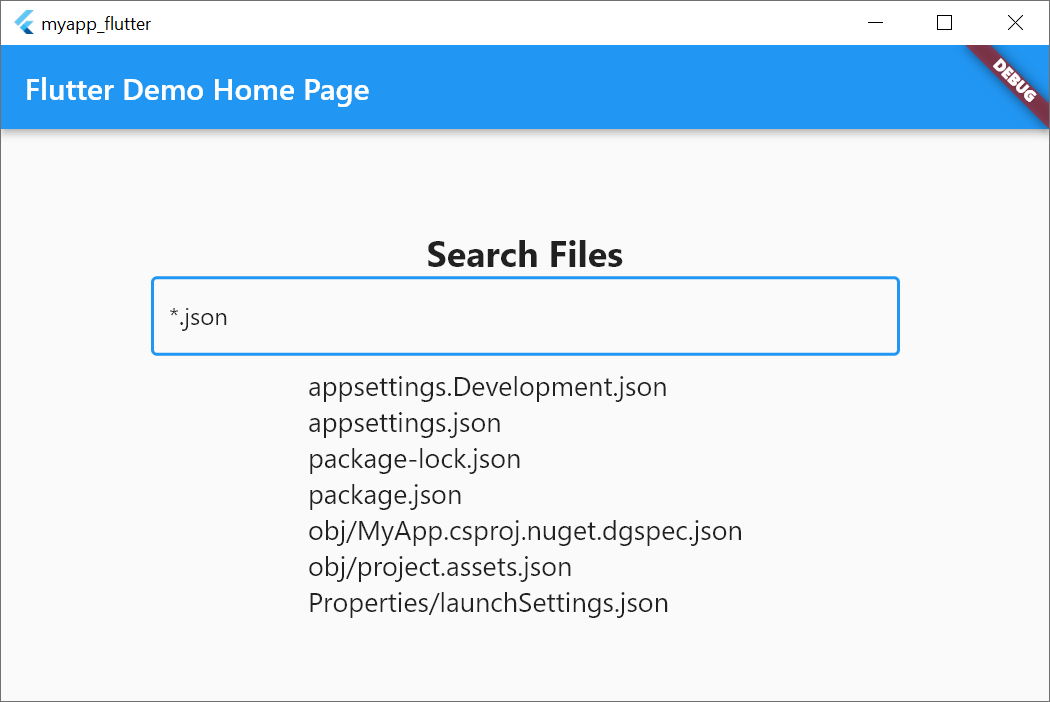 myapp_flutter
Flutter Demo Home Page
DEBUG
Search Files
*.json
appsettings.Development.json
appsettings.json
package-lock.json
package.json
obj/MyApp.csproj.nuget.dgspec.json
obj/project.assets.json
Properties/launchSettings.json